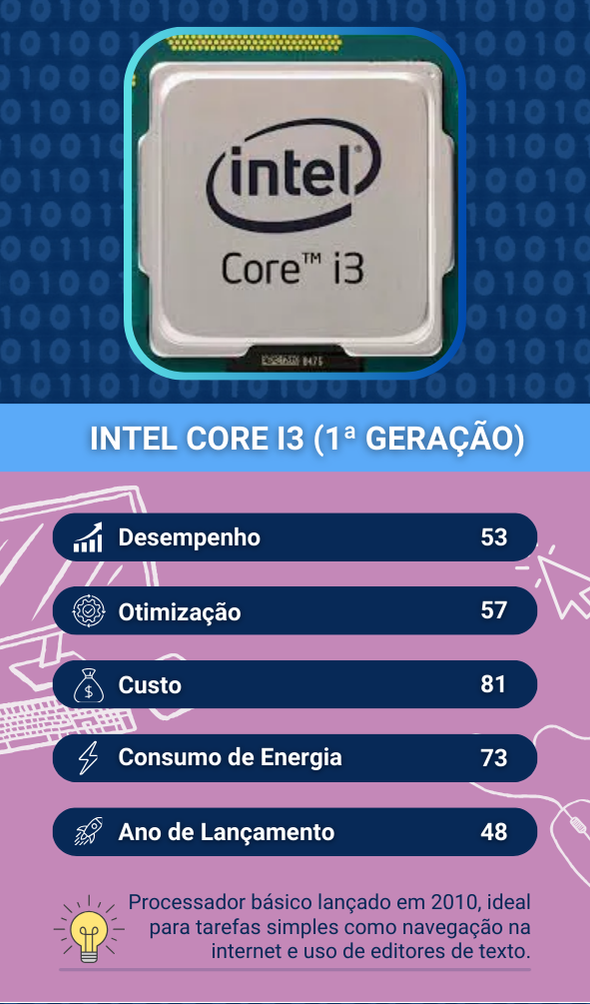 intel
Core™ i3
INTEL CORE I3 (1ª GERAÇÃO)
Desempenho 53
Otimização 57
Custo 81
Consumo de Energia 73
Ano de Lançamento 48
Processador básico lançado em 2010, ideal
para tarefas simples como navegação na
internet e uso de editores de texto.